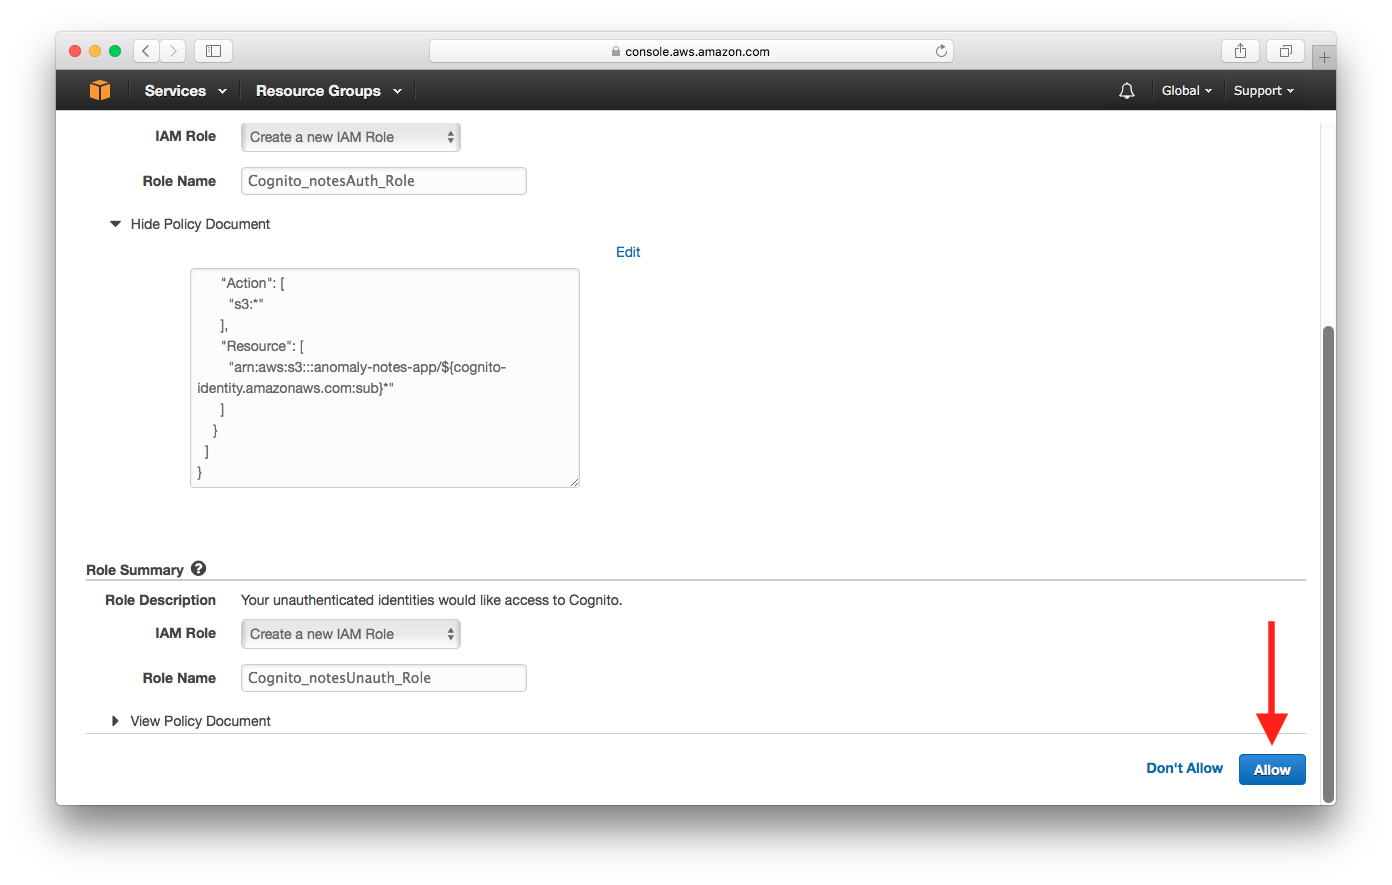 console.aws.amazon.com
Services Resource Groups Global Support
IAM Role Create a new IAM Role
Role Name Cognito_notesAuth_Role
Hide Policy Document
Edit
"Action": [
"s3:*"
],
"Resource": [
"arn:aws:s3:::anomaly-notes-app/${cognito-
identity.amazonaws.com:sub}*"
]
}
]
}
Role Summary ?
Role Description Your unauthenticated identities would like access to Cognito.
IAM Role Create a new IAM Role
Role Name Cognito_notesUnauth_Role
View Policy Document
Don't Allow Allow